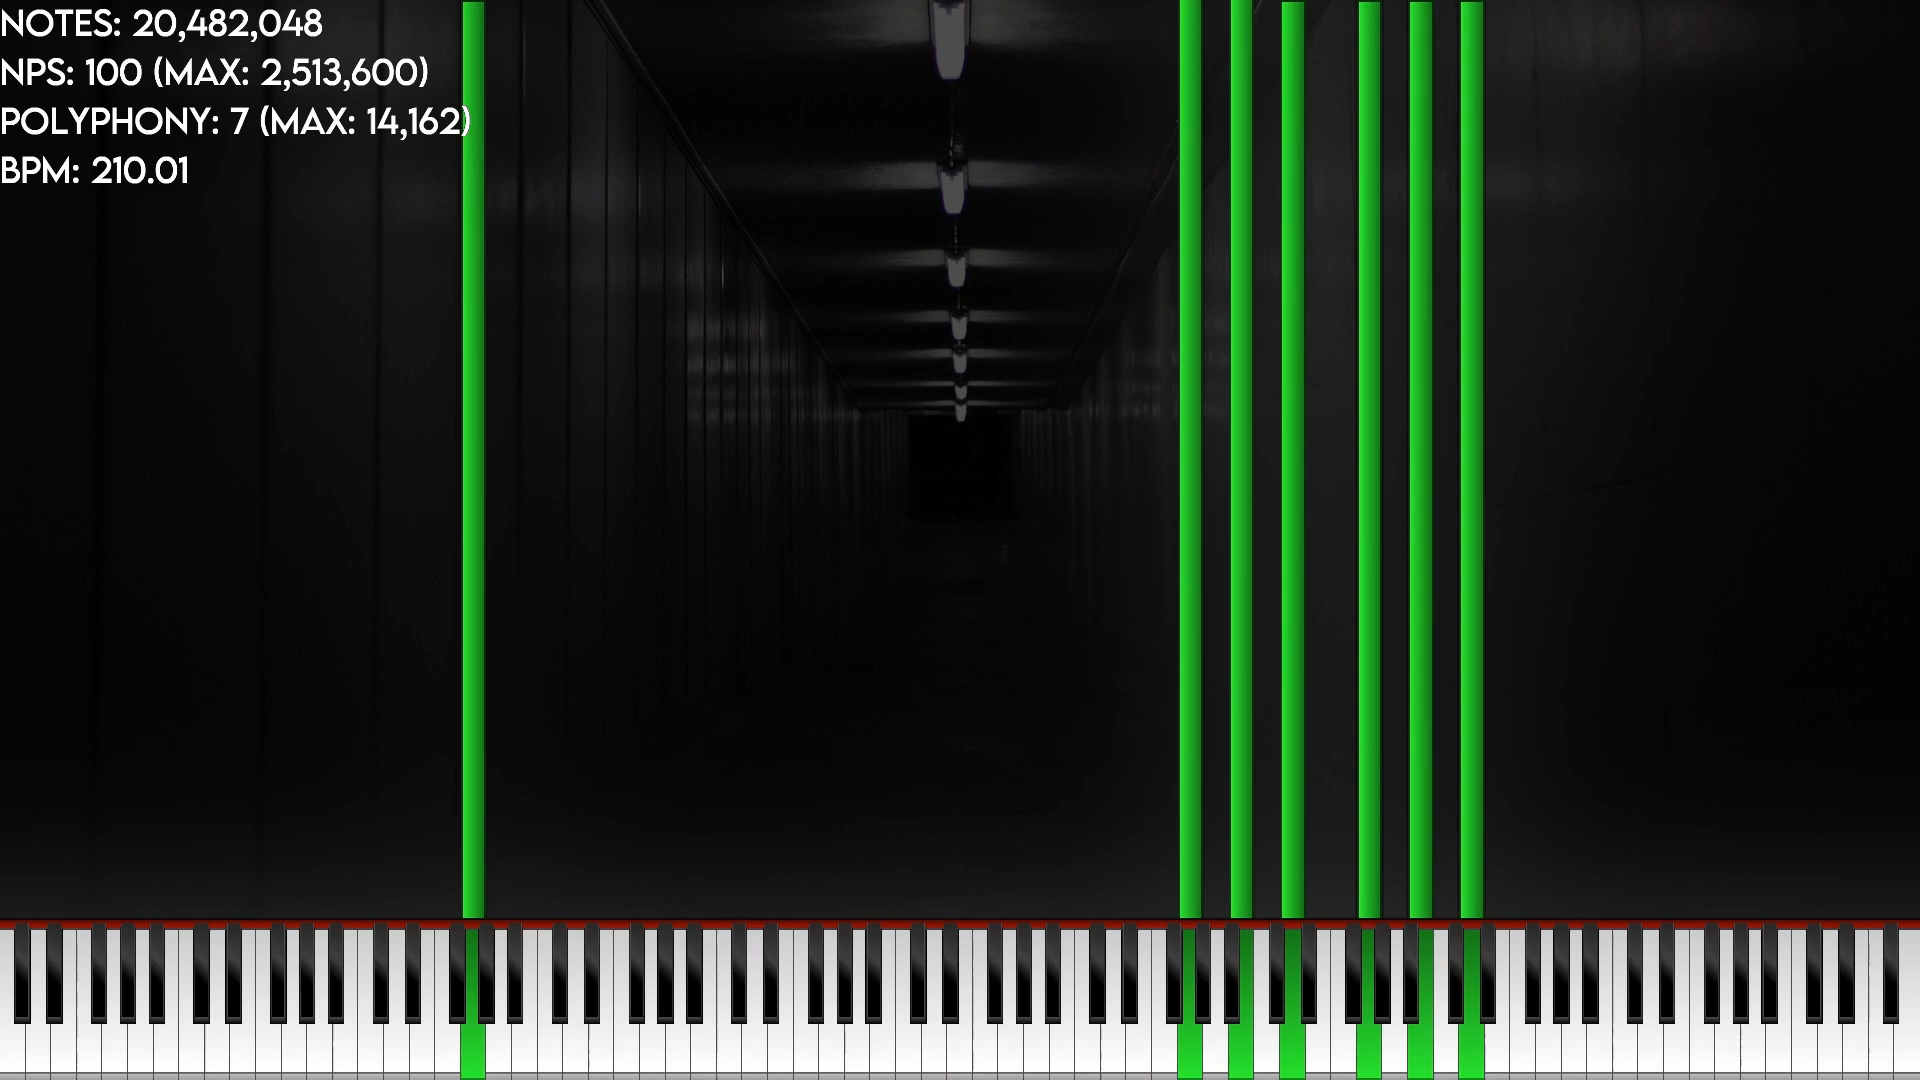 NOTES: 20,482,048
NPS: 100 (MAX: 2,513,600)
POLYPHONY: 7 (MAX: 14,162)
BPM: 210.01